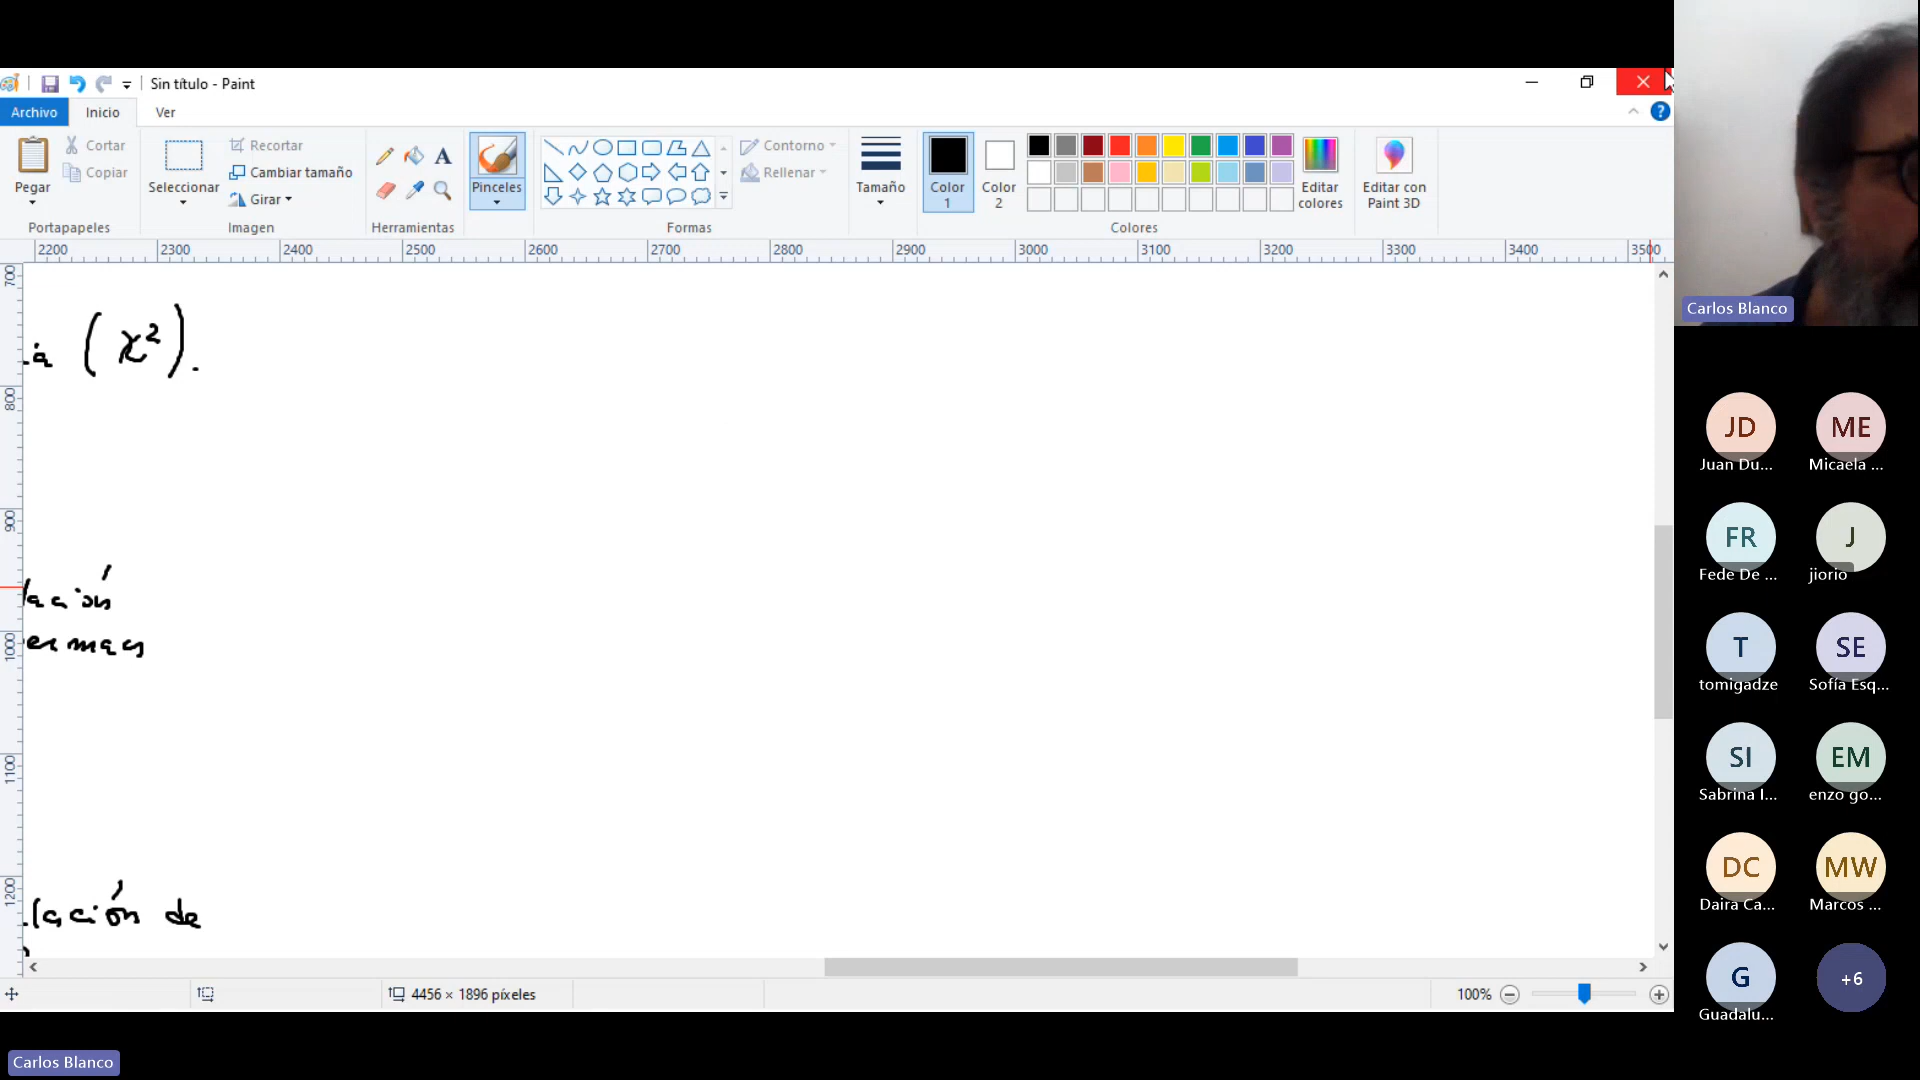 Sin título - Paint
Archivo Inicio Ver
Pegar
Cortar
Copiar
Portapapeles
Seleccionar
Recortar
Cambiar tamaño
Girar
Imagen
A
Herramientas
Pinceles
Contorno
Rellenar
Formas
Tamaño
Color 1
Color 2
Editar colores
Colores
Editar con Paint 3D
2200 2300 2400 2500 2600 2700 2800 2900 3000 3100 3200 3300 3400 3500
700
800
900
1000
1100
1200
ia (χ²).
lación
ermas
lación de
4456 × 1896 píxeles
100%
Carlos Blanco
JD
Juan Du...
ME
Micaela ...
FR
Fede De ...
J
jiorio
T
tomigadze
SE
Sofía Esq...
SI
Sabrina I...
EM
enzo go...
DC
Daira Ca...
MW
Marcos ...
G
Guadalu...
+6
Carlos Blanco